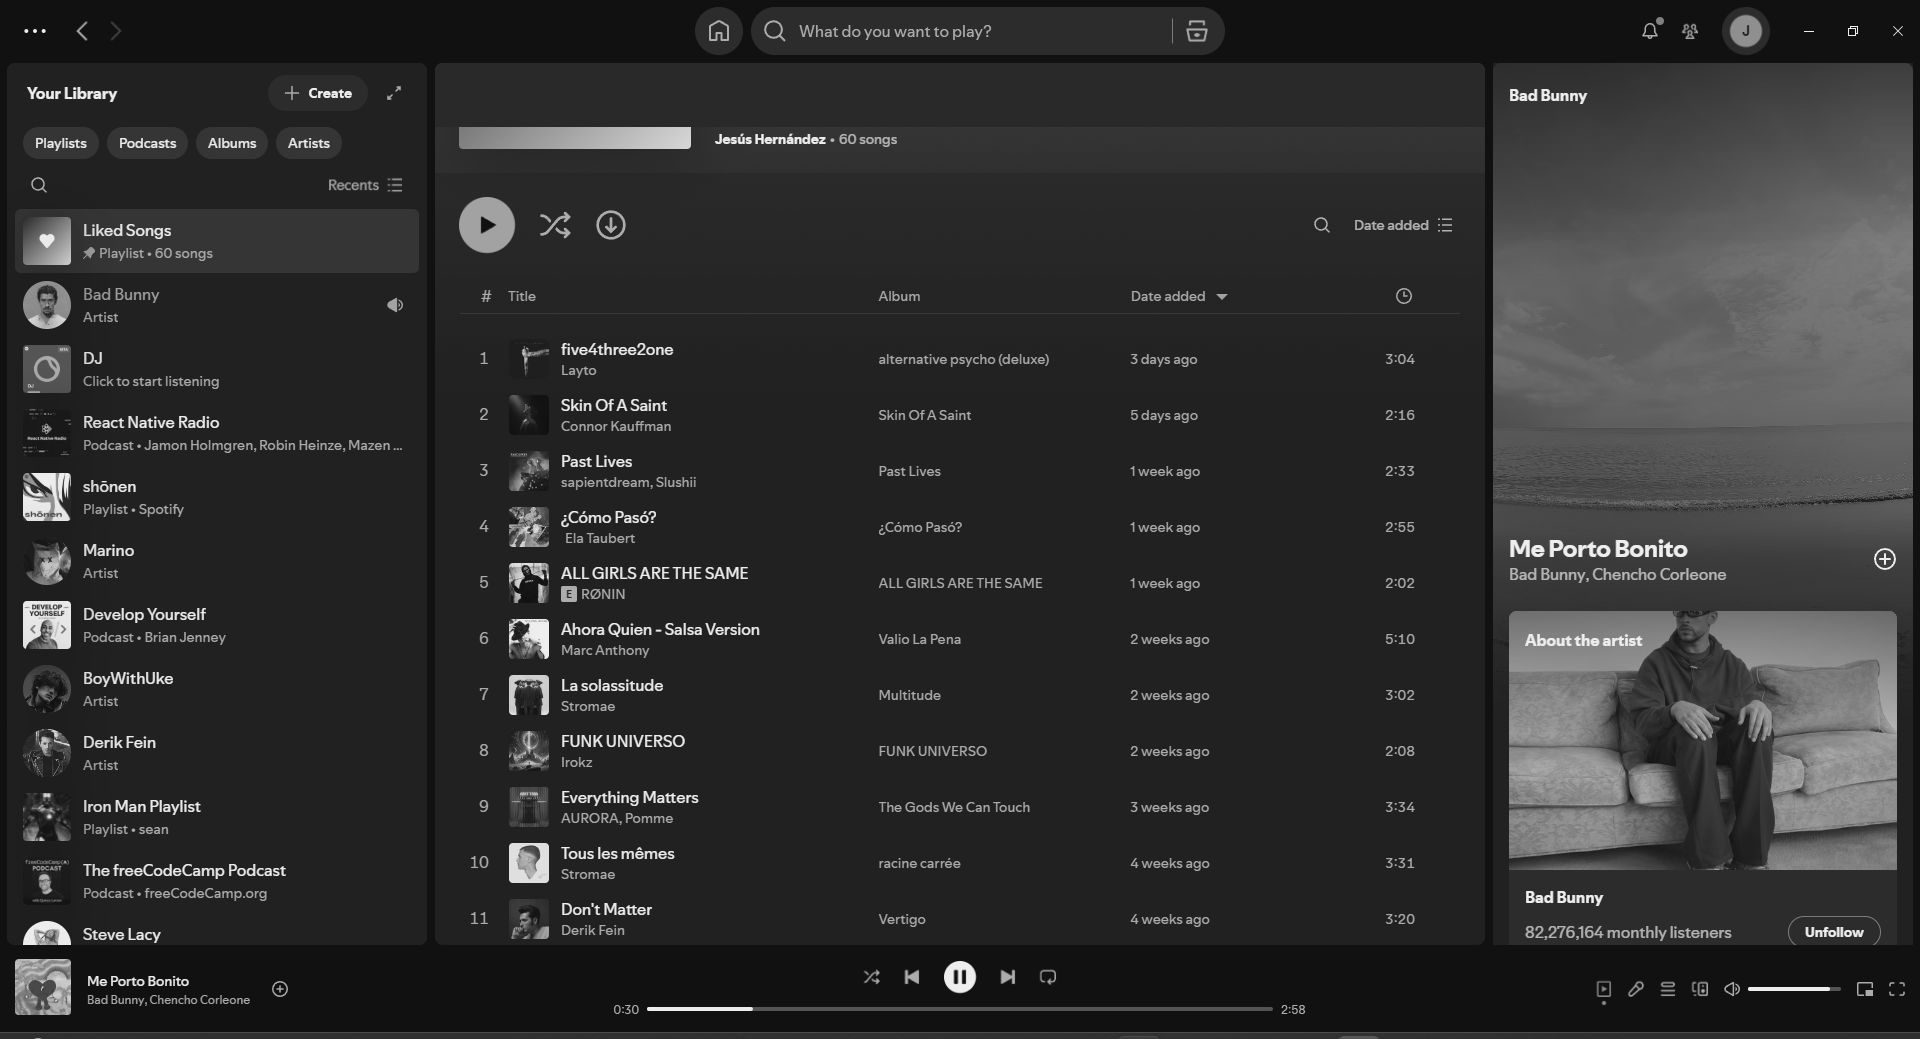 What do you want to play?
J
Your Library
Create
Playlists
Podcasts
Albums
Artists
Recents
Liked Songs
Playlist • 60 songs
Bad Bunny
Artist
DJ
Click to start listening
React Native Radio
Podcast • Jamon Holmgren, Robin Heinze, Mazen ...
shōnen
Playlist • Spotify
Marino
Artist
Develop Yourself
Podcast • Brian Jenney
BoyWithUke
Artist
Derik Fein
Artist
Iron Man Playlist
Playlist • sean
The freeCodeCamp Podcast
Podcast • freeCodeCamp.org
Steve Lacy
DJ
React Native Radio
shōnen
DEVELOP
YOURSELF
PODCAST
Jesús Hernández • 60 songs
Date added
# Title Album Date added
1 five4three2one alternative psycho (deluxe) 3 days ago 3:04
Layto
2 Skin Of A Saint Skin Of A Saint 5 days ago 2:16
Connor Kauffman
3 Past Lives Past Lives 1 week ago 2:33
sapientdream, Slushii
4 ¿Cómo Pasó? ¿Cómo Pasó? 1 week ago 2:55
Ela Taubert
5 ALL GIRLS ARE THE SAME ALL GIRLS ARE THE SAME 1 week ago 2:02
E RØNIN
6 Ahora Quien - Salsa Version Valio La Pena 2 weeks ago 5:10
Marc Anthony
7 La solassitude Multitude 2 weeks ago 3:02
Stromae
8 FUNK UNIVERSO FUNK UNIVERSO 2 weeks ago 2:08
Irokz
9 Everything Matters The Gods We Can Touch 3 weeks ago 3:34
AURORA, Pomme
10 Tous les mêmes racine carrée 4 weeks ago 3:31
Stromae
11 Don't Matter Vertigo 4 weeks ago 3:20
Derik Fein
Bad Bunny
Me Porto Bonito
Bad Bunny, Chencho Corleone
About the artist
Bad Bunny
82,276,164 monthly listeners
Unfollow
Me Porto Bonito
Bad Bunny, Chencho Corleone
0:30
2:58